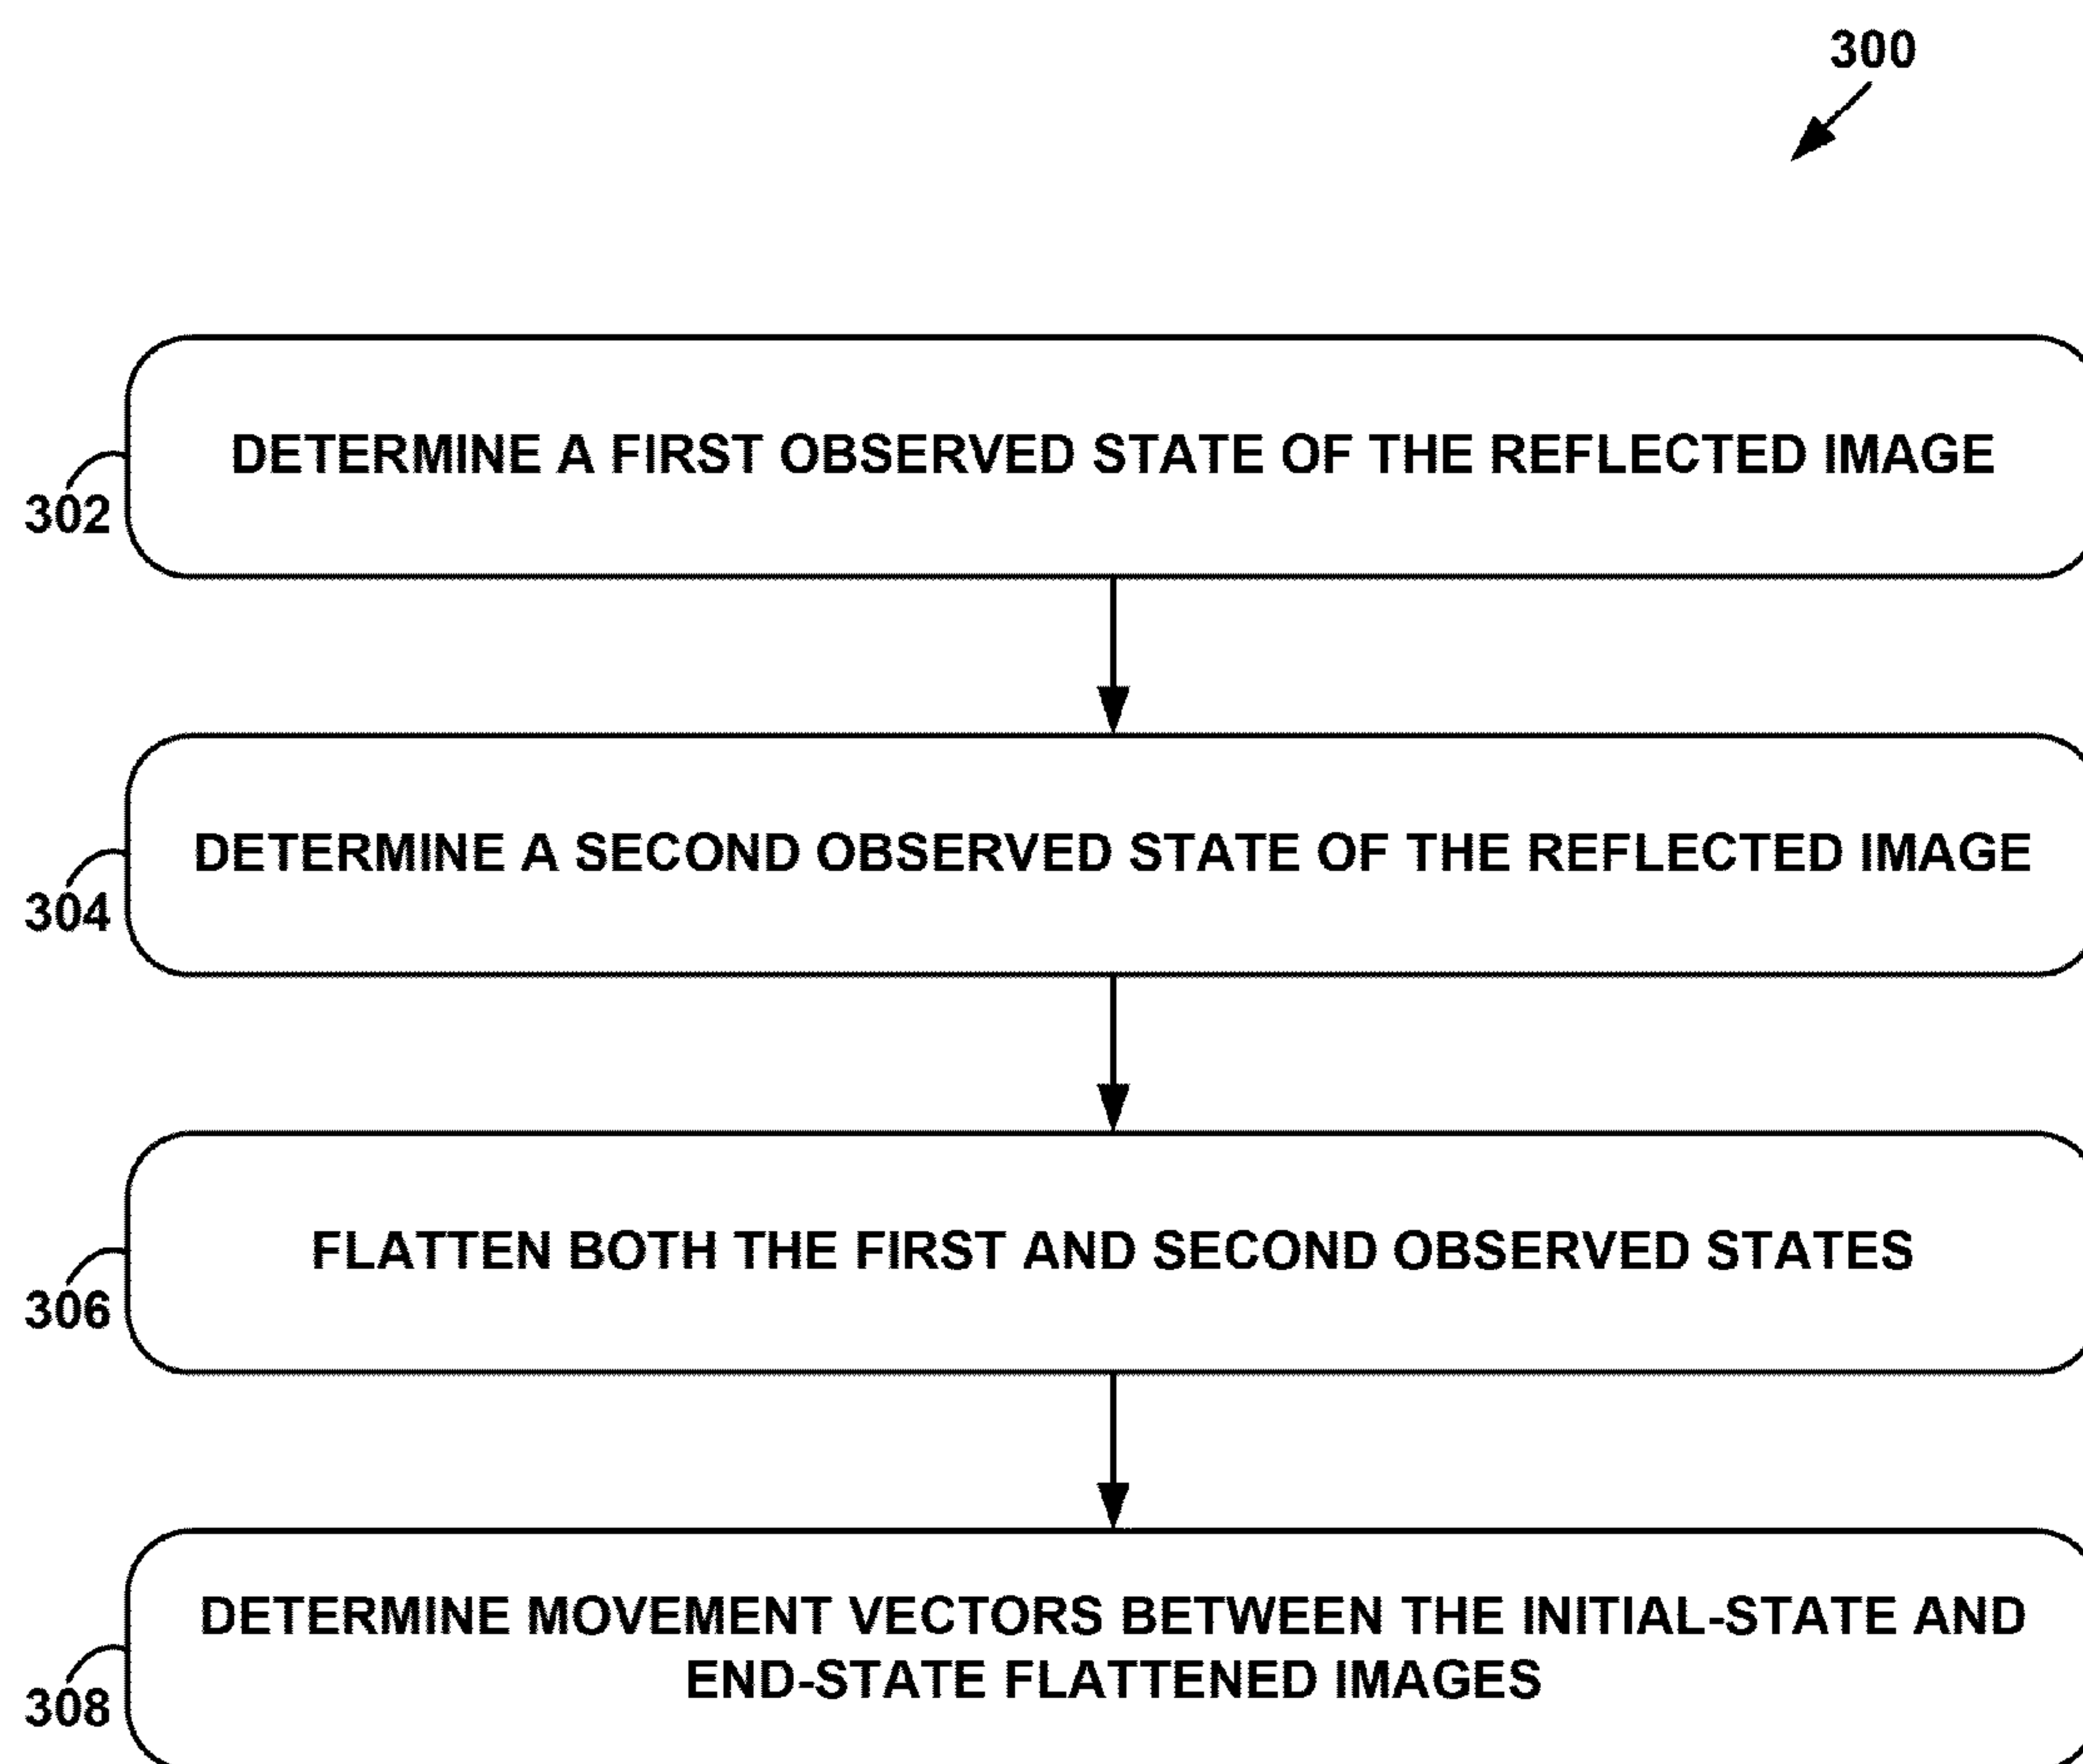 300
DETERMINE A FIRST OBSERVED STATE OF THE REFLECTED IMAGE
302
DETERMINE A SECOND OBSERVED STATE OF THE REFLECTED IMAGE
304
FLATTEN BOTH THE FIRST AND SECOND OBSERVED STATES
306
DETERMINE MOVEMENT VECTORS BETWEEN THE INITIAL-STATE AND
END-STATE FLATTENED IMAGES
308